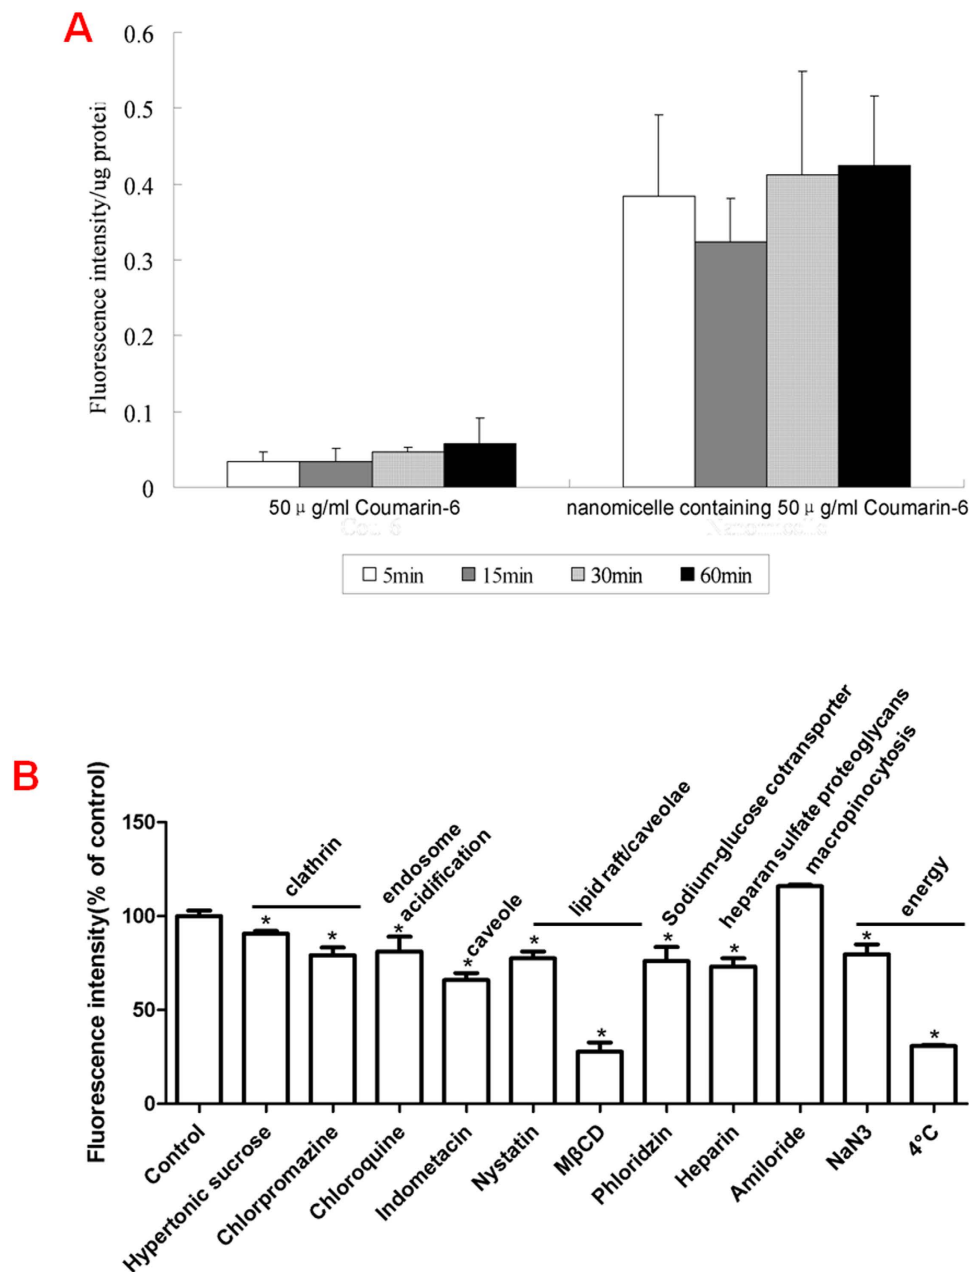 A
0.6
0.5
0.4
0.3
0.2
0.1
0
Fluorescence intensity/ug protei
50 μ g/ml Coumarin-6
nanomicelle containing 50 μ g/ml Coumarin-6
Cou 6
Nanomicelle
5min
15min
30min
60min
B
Fluorescence intensity(% of control)
150
100
50
0
clathrin
endosome
acidification
caveole
lipid raft/caveolae
Sodium-glucose cotransporter
heparan sulfate proteoglycans
macropinocytosis
energy
*
*
*
*
*
*
*
*
*
*
Control
Hypertonic sucrose
Chlorpromazine
Chloroquine
Indometacin
Nystatin
MβCD
Phloridzin
Heparin
Amiloride
NaN3
4°C